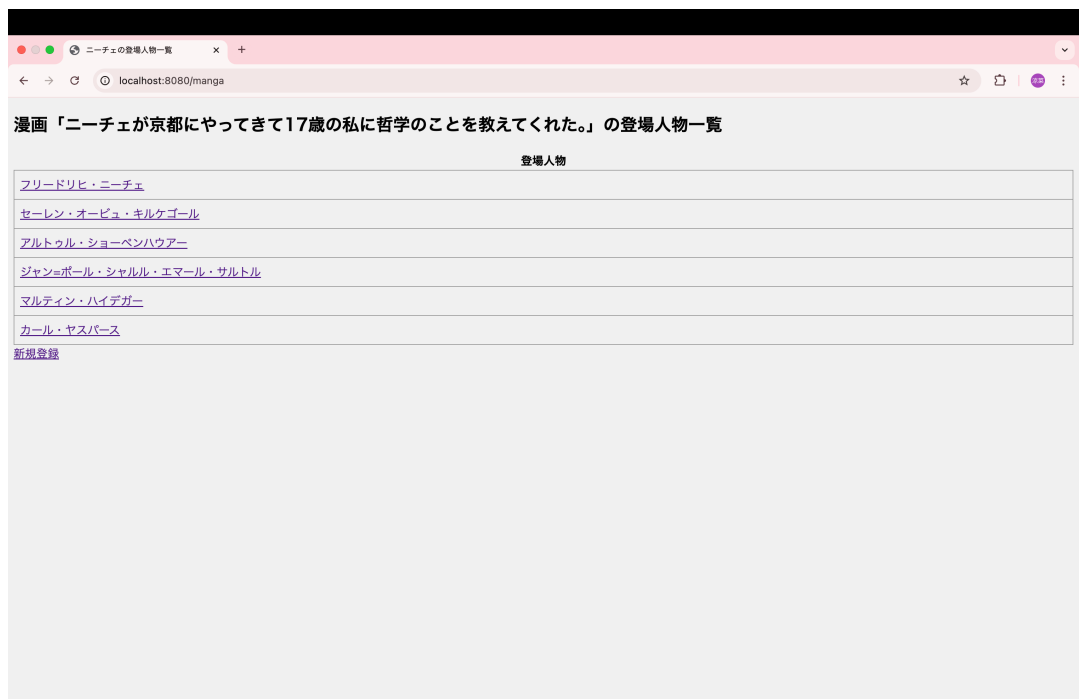 ニーチェの登場人物一覧
localhost:8080/manga
漫画「ニーチェが京都にやってきて17歳の私に哲学のことを教えてくれた。」の登場人物一覧
登場人物
フリードリヒ・ニーチェ
セーレン・オービュ・キルケゴール
アルトゥル・ショーペンハウアー
ジャン=ポール・シャルル・エマール・サルトル
マルティン・ハイデガー
カール・ヤスパース
新規登録